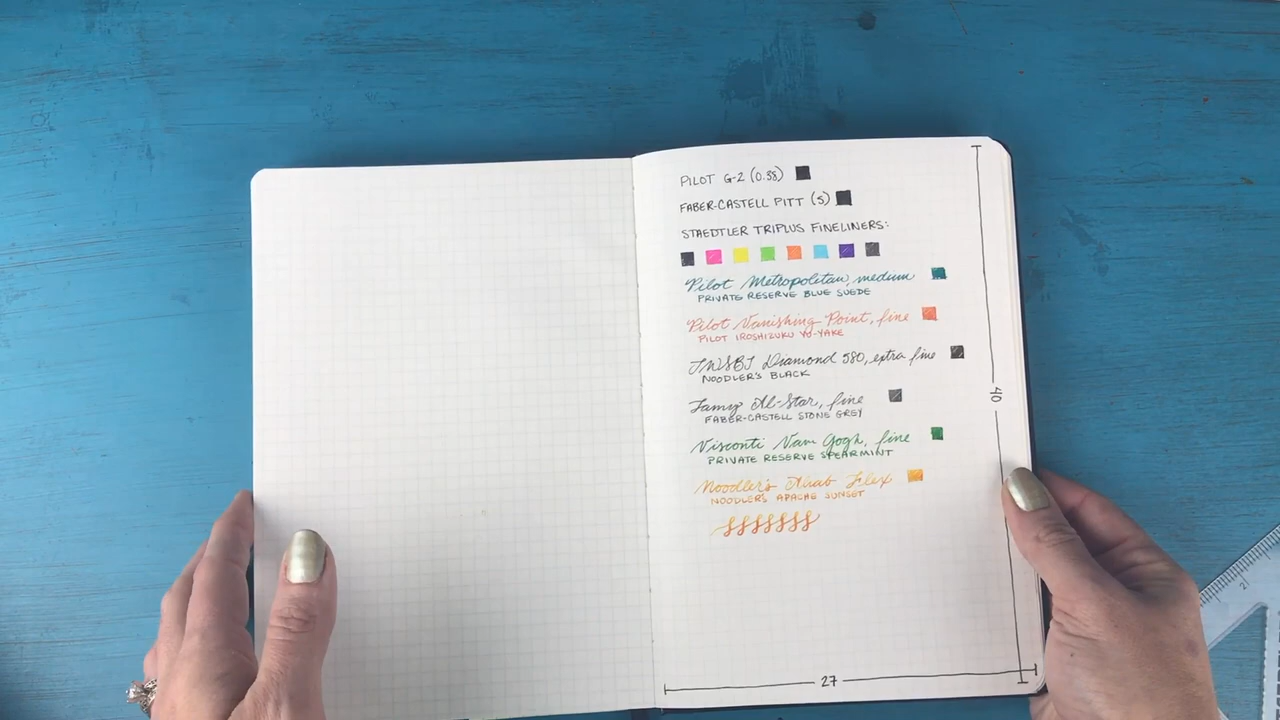 PILOT G-2 (0.38)
FABER-CASTELL PITT (S)
STAEDTLER TRIPLUS FINELINERS:
Pilot Metropolitan, medium
PRIVATE RESERVE BLUE SUEDE
Pilot Vanishing Point, fine
PILOT IROSHIZUKU YU-YAKE
TWSBI Diamond 580, extra fine
NOODLER'S BLACK
Lamy Al-Star, fine
FABER-CASTELL STONE GREY
Visconti Van Gogh, fine
PRIVATE RESERVE SPEARMINT
Noodler's Ahab Flex
NOODLER'S APACHE SUNSET
40
27
2